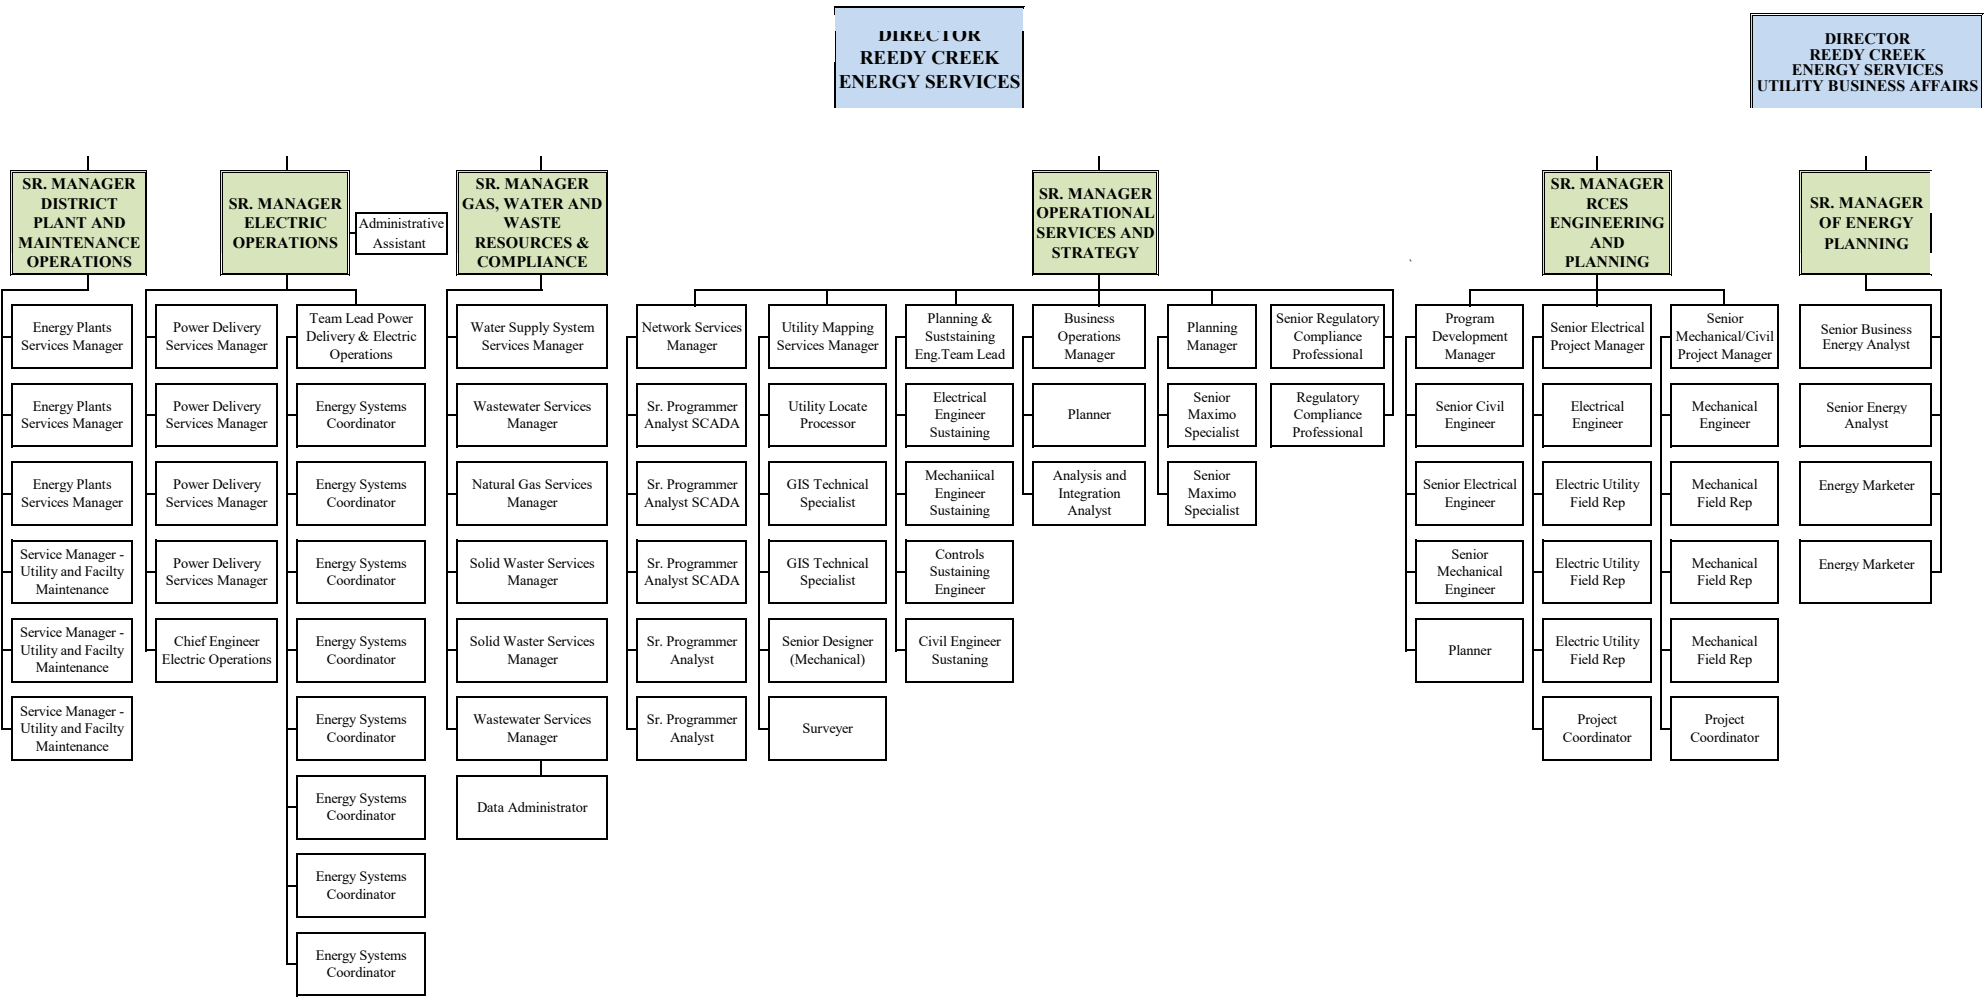 DIRECTOR
REEDY CREEK
ENERGY SERVICES
DIRECTOR
REEDY CREEK
ENERGY SERVICES
UTILITY BUSINESS AFFAIRS
SR. MANAGER
DISTRICT
PLANT AND
MAINTENANCE
OPERATIONS
SR. MANAGER
ELECTRIC
OPERATIONS
Administrative
Assistant
SR. MANAGER
GAS, WATER AND
WASTE
RESOURCES &
COMPLIANCE
SR. MANAGER
OPERATIONAL
SERVICES AND
STRATEGY
SR. MANAGER
RCES
ENGINEERING
AND
PLANNING
SR. MANAGER
OF ENERGY
PLANNING
Energy Plants
Services Manager
Energy Plants
Services Manager
Energy Plants
Services Manager
Service Manager -
Utility and Facilty
Maintenance
Service Manager -
Utility and Facilty
Maintenance
Service Manager -
Utility and Facilty
Maintenance
Power Delivery
Services Manager
Power Delivery
Services Manager
Power Delivery
Services Manager
Power Delivery
Services Manager
Chief Engineer
Electric Operations
Team Lead Power
Delivery & Electric
Operations
Energy Systems
Coordinator
Energy Systems
Coordinator
Energy Systems
Coordinator
Energy Systems
Coordinator
Energy Systems
Coordinator
Energy Systems
Coordinator
Energy Systems
Coordinator
Energy Systems
Coordinator
Water Supply System
Services Manager
Wastewater Services
Manager
Natural Gas Services
Manager
Solid Waster Services
Manager
Solid Waster Services
Manager
Wastewater Services
Manager
Data Administrator
Network Services
Manager
Sr. Programmer
Analyst SCADA
Sr. Programmer
Analyst SCADA
Sr. Programmer
Analyst SCADA
Sr. Programmer
Analyst
Sr. Programmer
Analyst
Utility Mapping
Services Manager
Utility Locate
Processor
GIS Technical
Specialist
GIS Technical
Specialist
Senior Designer
(Mechanical)
Surveyer
Planning &
Suststaining
Eng.Team Lead
Electrical
Engineer
Sustaining
Mechaniical
Engineer
Sustaining
Controls
Sustaining
Engineer
Civil Engineer
Sustaning
Business
Operations
Manager
Planner
Analysis and
Integration
Analyst
Planning
Manager
Senior
Maximo
Specialist
Senior
Maximo
Specialist
Senior Regulatory
Compliance
Professional
Regulatory
Compliance
Professional
Program
Development
Manager
Senior Civil
Engineer
Senior Electrical
Engineer
Senior
Mechanical
Engineer
Planner
Senior Electrical
Project Manager
Electrical
Engineer
Electric Utility
Field Rep
Electric Utility
Field Rep
Electric Utility
Field Rep
Project
Coordinator
Senior
Mechanical/Civil
Project Manager
Mechanical
Engineer
Mechanical
Field Rep
Mechanical
Field Rep
Mechanical
Field Rep
Project
Coordinator
Senior Business
Energy Analyst
Senior Energy
Analyst
Energy Marketer
Energy Marketer